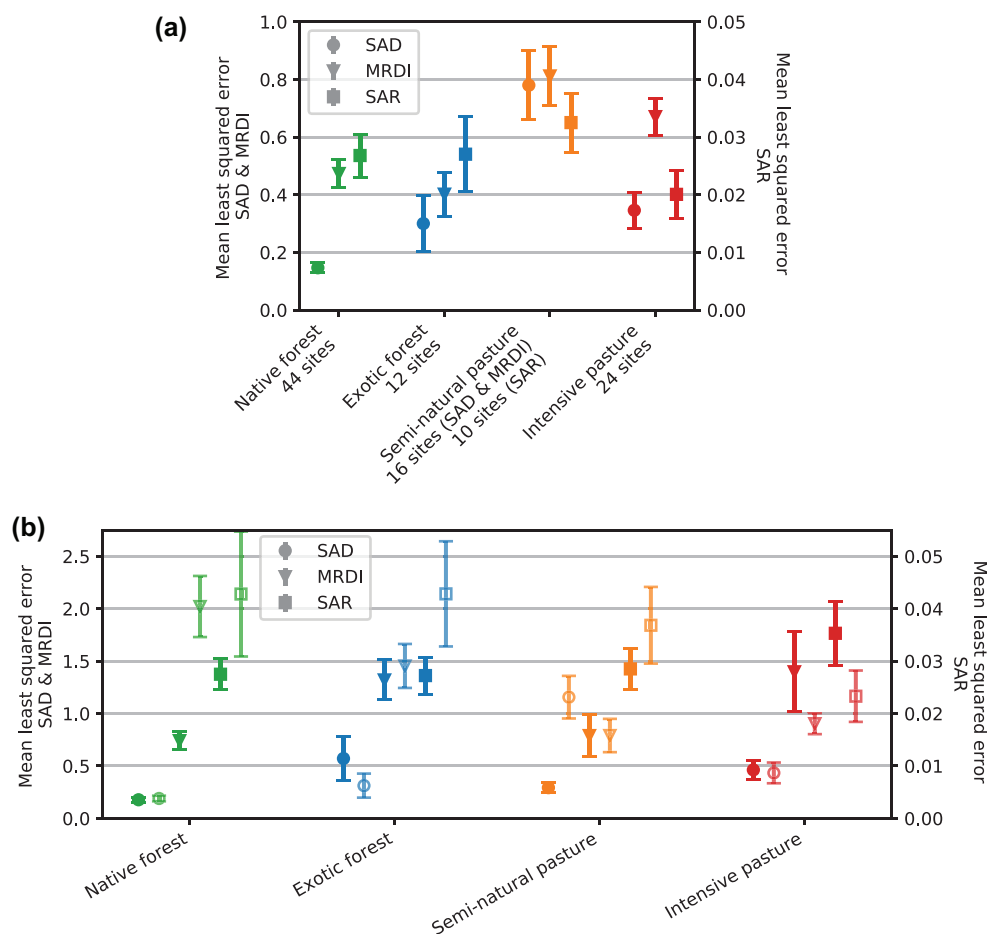 (a)
1.0
0.8
0.6
0.4
0.2
0.0
Mean least squared error
SAD & MRDI
SAD
MRDI
SAR
0.05
0.04
0.03
0.02
0.01
0.00
Mean least squared error
SAR
Native forest
44 sites
Exotic forest
12 sites
Semi-natural pasture
16 sites (SAD & MRDI)
10 sites (SAR)
Intensive pasture
24 sites
(b)
2.5
2.0
1.5
1.0
0.5
0.0
Mean least squared error
SAD & MRDI
SAD
MRDI
SAR
0.05
0.04
0.03
0.02
0.01
0.00
Mean least squared error
SAR
Native forest
Exotic forest
Semi-natural pasture
Intensive pasture